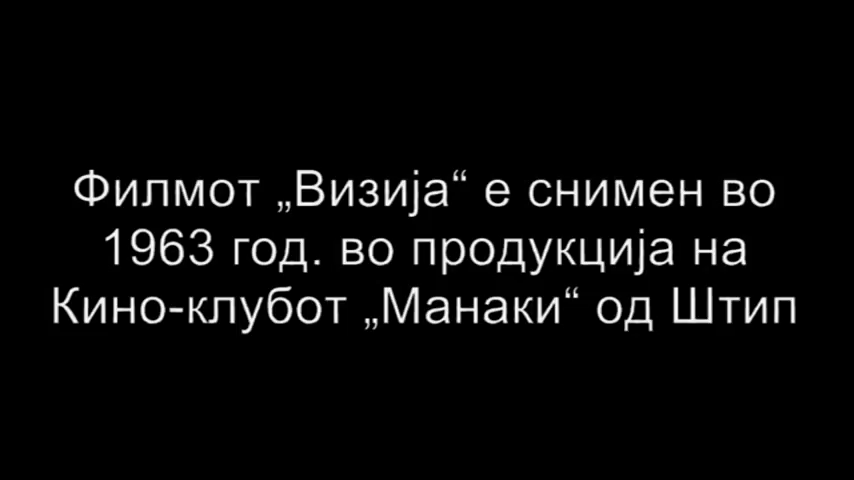 Филмот „Визија“ е снимен во
1963 год. во продукција на
Кино-клубот „Манаки“ од Штип